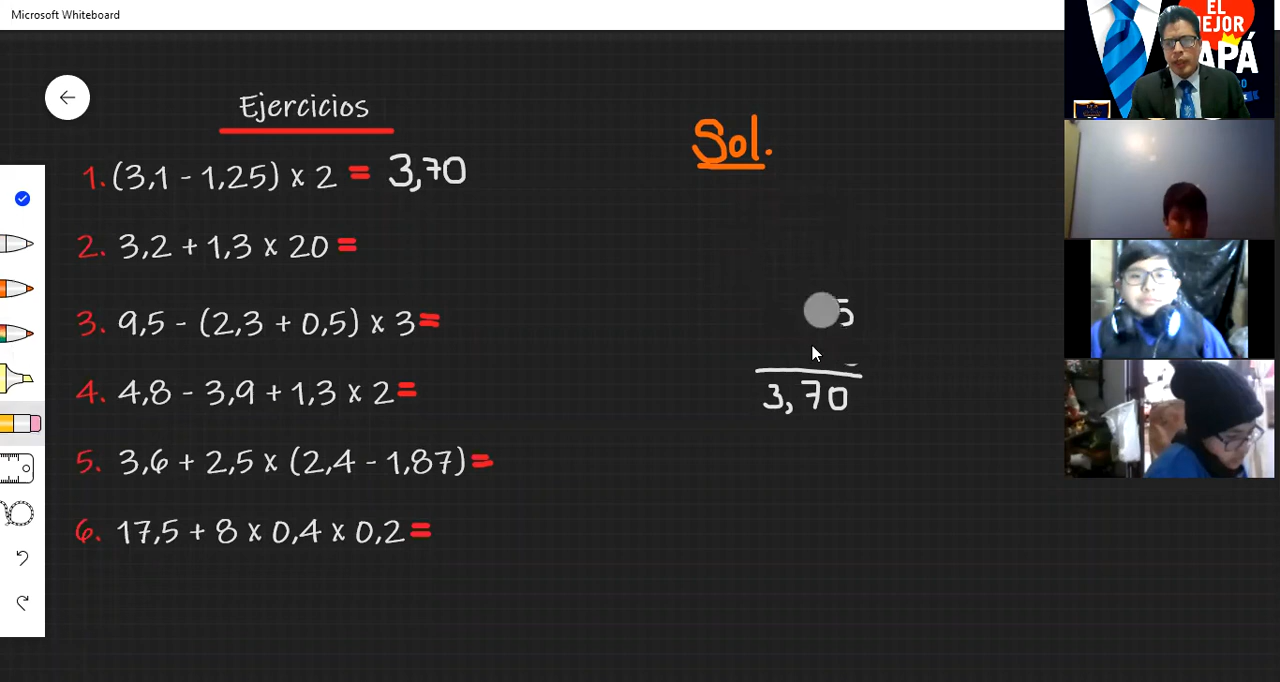 Microsoft Whiteboard
EL
MEJOR
PAPÁ
Ejercicios
Sol.
1. (3,1 - 1,25) x 2 = 3,70
2. 3,2 + 1,3 x 20 =
3. 9,5 - (2,3 + 0,5) x 3 =
4. 4,8 - 3,9 + 1,3 x 2 =
5. 3,6 + 2,5 x (2,4 - 1,87) =
6. 17,5 + 8 x 0,4 x 0,2 =
5
3,70